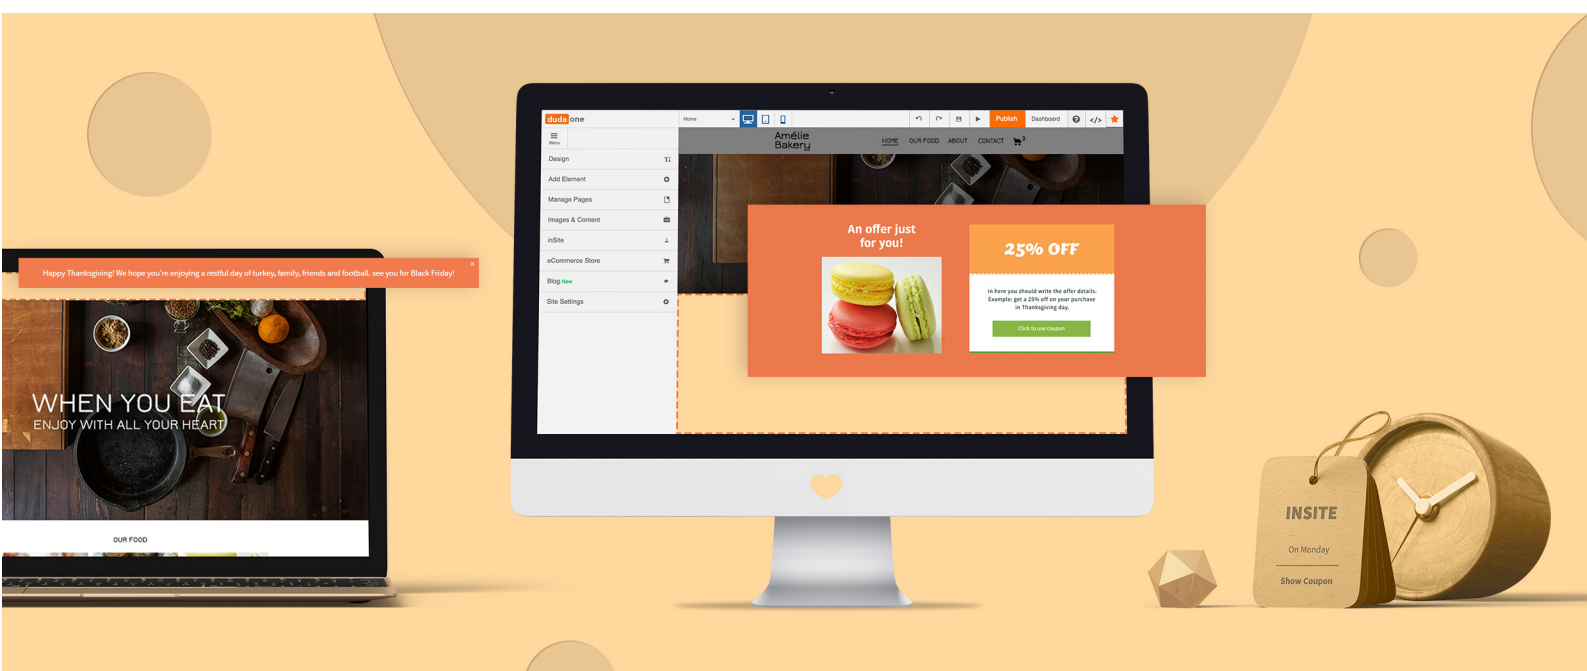 Happy Thanksgiving! We hope you're enjoying a restful day of turkey, family, friends and football. see you for Black Friday!
WHEN YOU EAT
ENJOY WITH ALL YOUR HEART
OUR FOOD
duda one
Home
Publish
Dashboard
</>
Menu
Design
Add Element
Manage Pages
Images & Content
inSite
eCommerce Store
Blog New
Site Settings
Amélie
Bakery
HOME OUR FOOD ABOUT CONTACT 3
An offer just
for you!
25% OFF
In here you should write the offer details.
Example: get a 25% off on your purchase
in Thanksgiving day.
Click to use coupon
INSITE
On Monday
Show Coupon